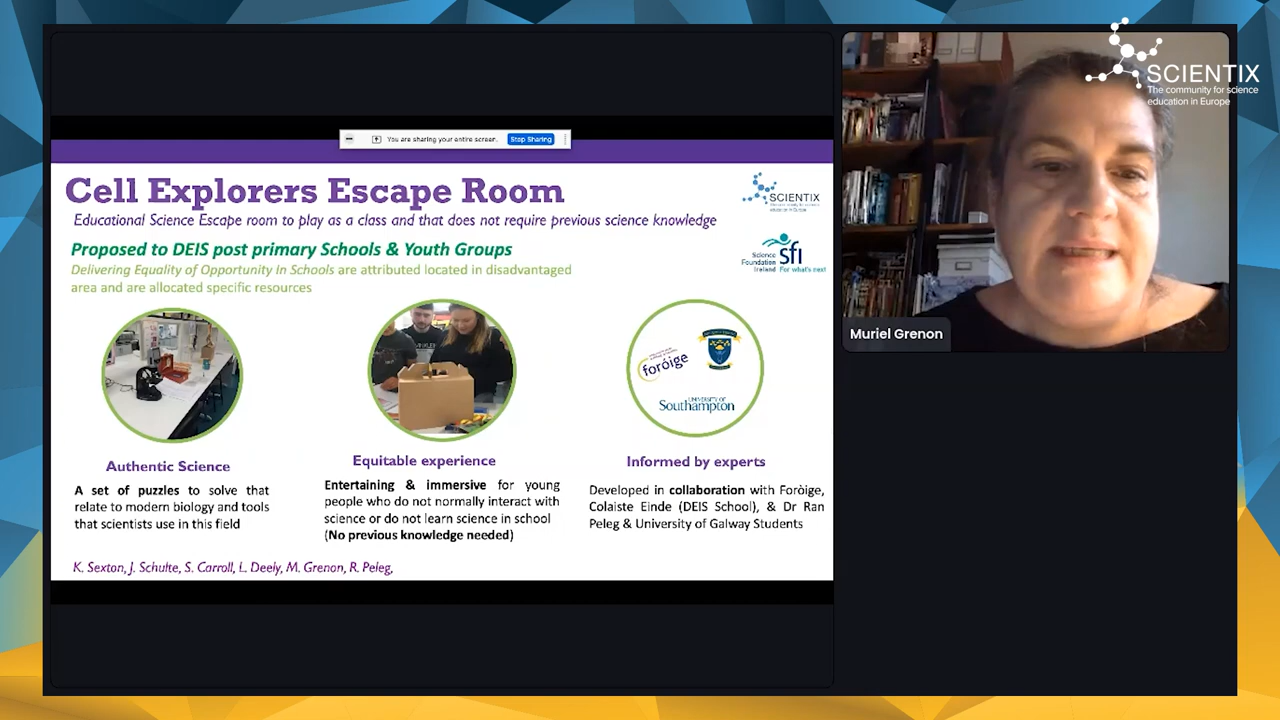 SCIENTIX
The community for science
education in Europe
You are sharing your entire screen.
Stop Sharing
Cell Explorers Escape Room
Educational Science Escape room to play as a class and that does not require previous science knowledge
SCIENTIX
Proposed to DEIS post primary Schools & Youth Groups
Delivering Equality of Opportunity In Schools are attributed located in disadvantaged
area and are allocated specific resources
Science
Foundation
Ireland
sfi
For what's next
foróige
UNIVERSITY OF
Southampton
Muriel Grenon
Authentic Science
A set of puzzles to solve that
relate to modern biology and tools
that scientists use in this field
Equitable experience
Entertaining & immersive for young
people who do not normally interact with
science or do not learn science in school
(No previous knowledge needed)
Informed by experts
Developed in collaboration with Foròige,
Colaiste Einde (DEIS School), & Dr Ran
Peleg & University of Galway Students
K. Sexton, J. Schulte, S. Carroll, L. Deely, M. Grenon, R. Peleg,